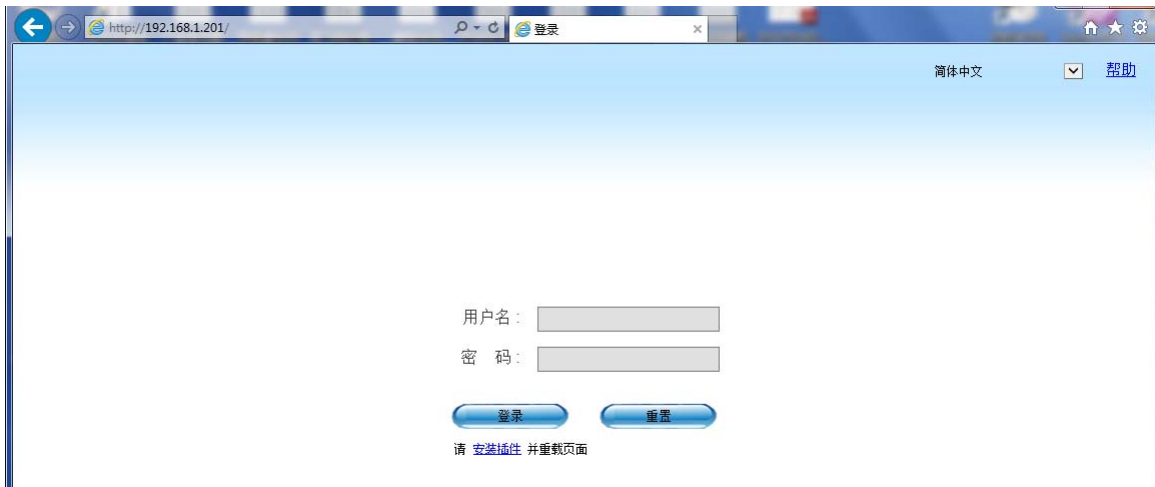 http://192.168.1.201/
登录
简体中文
帮助
用户名：
密 码：
登录
重置
请 安装插件 并重载页面